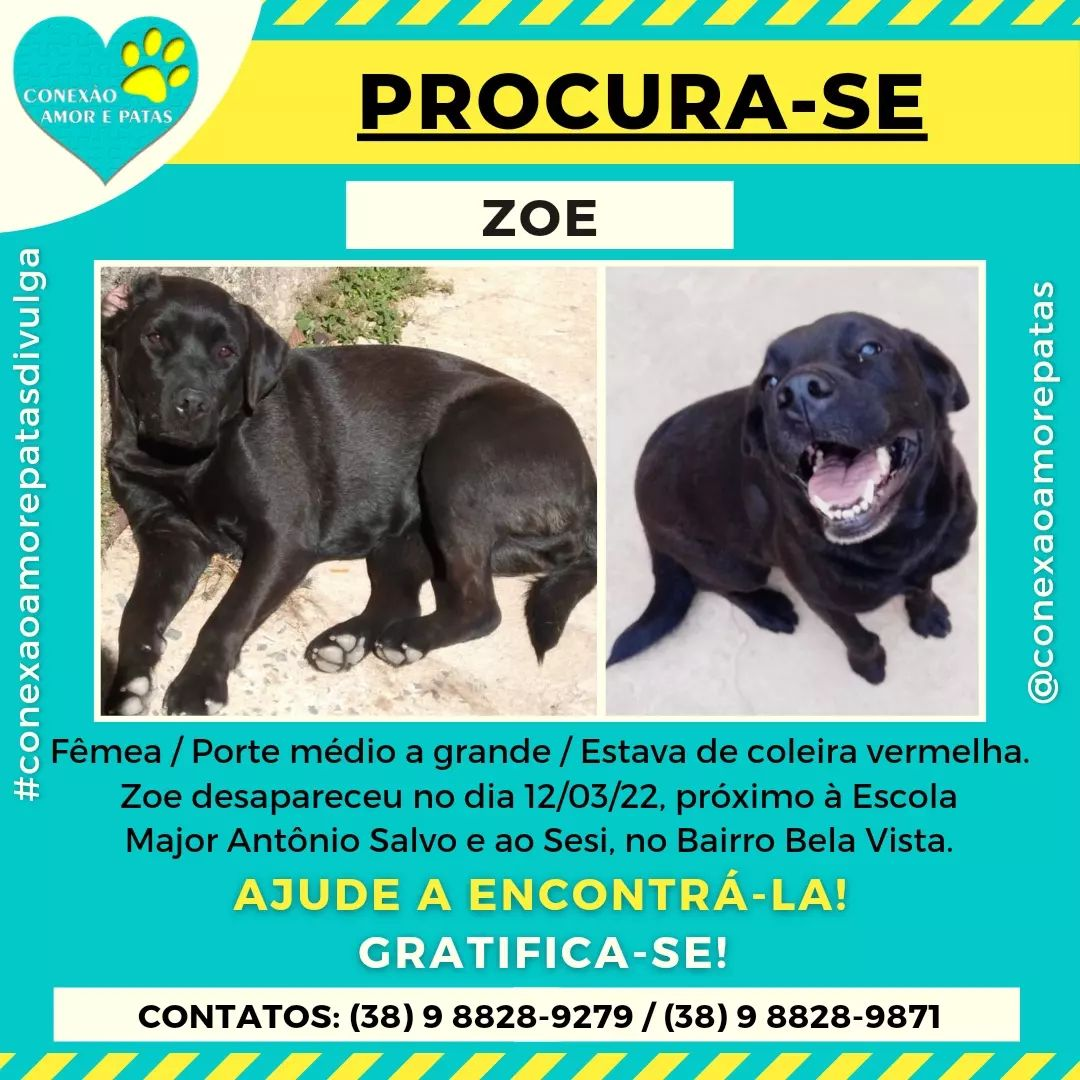 CONEXÃO
AMOR E PATAS
PROCURA-SE
ZOE
#conexaoamorepatasdivulga
@conexaoamorepatas
Fêmea / Porte médio a grande / Estava de coleira vermelha.
Zoe desapareceu no dia 12/03/22, próximo à Escola
Major Antônio Salvo e ao Sesi, no Bairro Bela Vista.
AJUDE A ENCONTRÁ-LA!
GRATIFICA-SE!
CONTATOS: (38) 9 8828-9279 / (38) 9 8828-9871